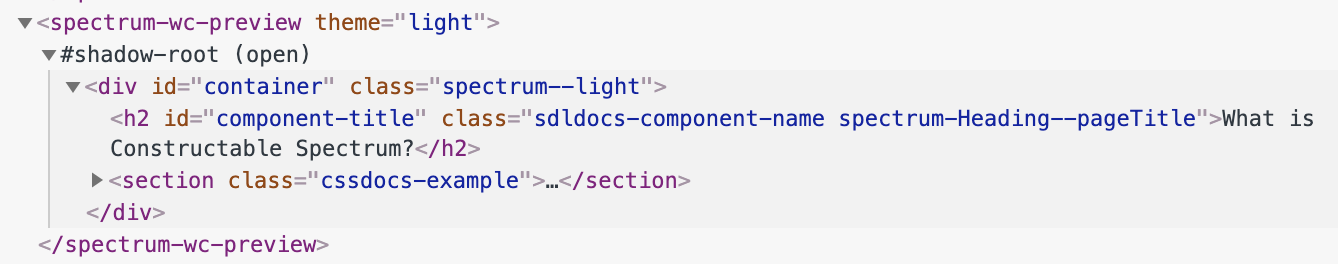 ▼<spectrum-wc-preview theme="light">
▼#shadow-root (open)
▼<div id="container" class="spectrum--light">
<h2 id="component-title" class="sdldocs-component-name spectrum-Heading--pageTitle">What is
Constructable Spectrum?</h2>
▶<section class="cssdocs-example">…</section>
</div>
</spectrum-wc-preview>